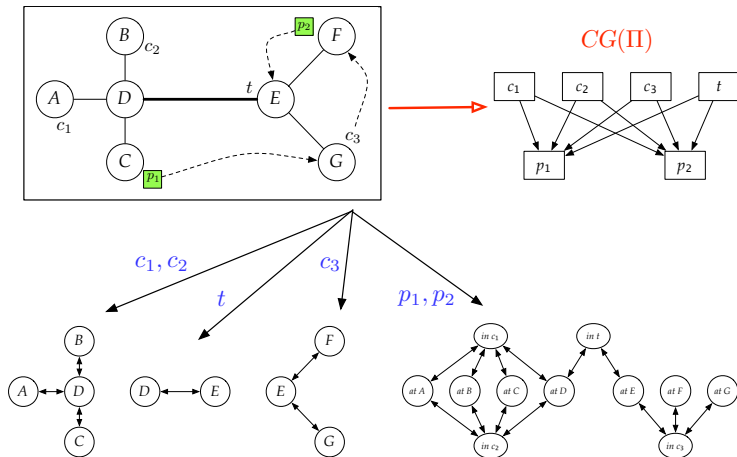 B
p₂
F
CG(Π)
c₂
A
D
t
E
c₁ c₂ c₃ t
c₁
c₃
C
p₁
G
p₁ p₂
c₁, c₂
c₃
t
p₁, p₂
B
F
in c₁
in t
A
D
D
E
E
at A
at B
at C
at D
at E
at F
at G
C
G
in c₂
in c₃